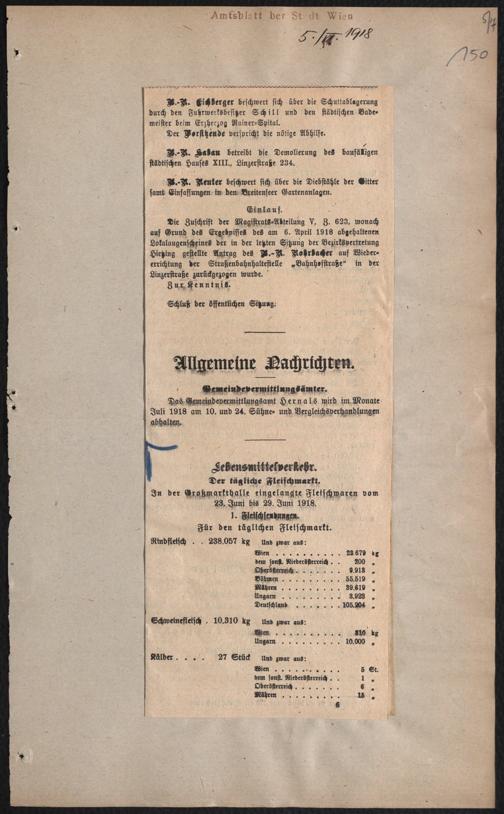 Amtsblatt der Stadt Wien
5./VII. 1918
150
B.-R. Eichberger beschwert sich über die Schuttablagerung
durch den Fuhrwerksbesitzer Schill und den städtischen Bade-
meister beim Erzherzog Rainer-Spital.
Der Vorsitzende verspricht die nötige Abhilfe.
B.-R. Haban betreibt die Demolierung des baufälligen
städtischen Hauses XIII., Linzerstraße 234.
B.-R. Reuter beschwert sich über die Diebstähle der Gitter
samt Einfassungen in den Breitenseer Gartenanlagen.
Einlauf.
Die Zuschrift der Magistrats-Abteilung V, Z. 623, wonach
auf Grund des Ergebnisses des am 6. April 1918 abgehaltenen
Lokalaugenscheines der in der letzten Sitzung der Bezirksvertretung
Hietzing gestellte Antrag des B.-R. Rohrbacher auf Wieder-
errichtung der Straßenbahnhaltestelle „Bahnhofstraße" in der
Linzerstraße zurückgezogen wurde.
Zur Kenntnis.
Schluß der öffentlichen Sitzung.
Allgemeine Nachrichten.
Gemeindevermittlungsämter.
Das Gemeindevermittlungsamt Hernals wird im Monate
Juli 1918 am 10. und 24. Sühne- und Vergleichsverhandlungen
abhalten.
Lebensmittelverkehr.
Der tägliche Fleischmarkt.
In der Großmarkthalle eingelangte Fleischwaren vom
23. Juni bis 29. Juni 1918.
1. Fleischsendungen.
Für den täglichen Fleischmarkt.
Rindfleisch . . 238.057 kg Und zwar aus:
Wien . . . . . . . . . . 23.679 kg
dem sonst. Niederösterreich . . 200 „
Oberösterreich . . . . . . . 9.913 „
Böhmen . . . . . . . . . 55.519 „
Mähren . . . . . . . . . 39.619 „
Ungarn . . . . . . . . . 3.923 „
Deutschland . . . . . . . 105.204 „
Schweinefleisch . 10.310 kg Und zwar aus:
Wien . . . . . . . . . . 310 kg
Ungarn . . . . . . . . . 10.000 „
Kälber . . . . 27 Stück Und zwar aus:
Wien . . . . . . . . . . 5 St.
dem sonst. Niederösterreich . . 1 „
Oberösterreich . . . . . . . 6 „
Mähren . . . . . . . . . 15 „
6